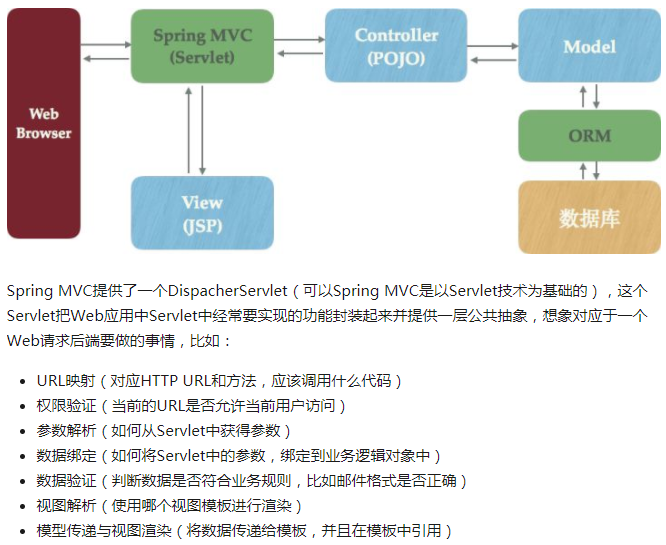 Spring MVC
(Servlet)
Controller
(POJO)
Model
Web
Browser
ORM
View
(JSP)
数据库
Spring MVC提供了一个DispacherServlet（可以Spring MVC是以Servlet技术为基础的），这个
Servlet把Web应用中Servlet中经常要实现的功能封装起来并提供一层公共抽象，想象对应于一个
Web请求后端要做的事情，比如：
• URL映射（对应HTTP URL和方法，应该调用什么代码）
• 权限验证（当前的URL是否允许当前用户访问）
• 参数解析（如何从Servlet中获得参数）
• 数据绑定（如何将Servlet中的参数，绑定到业务逻辑对象中）
• 数据验证（判断数据是否符合业务规则，比如邮件格式是否正确）
• 视图解析（使用哪个视图模板进行渲染）
• 模型传递与视图渲染（将数据传递给模板，并且在模板中引用）